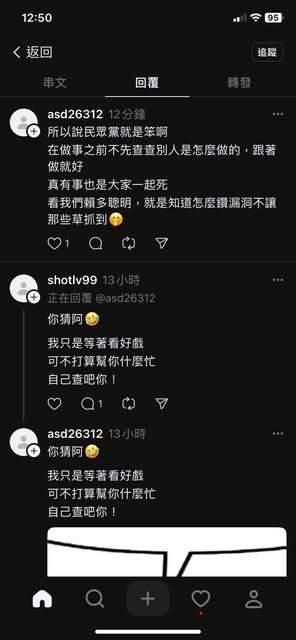 12:50
95
返回
追蹤
串文
回覆
轉發
asd26312 12分鐘
所以說民眾黨就是笨啊
在做事之前不先查查別人是怎麼做的，跟著
做就好
真有事也是大家一起死
看我們賴多聰明，就是知道怎麼鑽漏洞不讓
那些草抓到🤭
1
shotlv99 13小時
正在回覆 @asd26312
你猜阿🤣
我只是等著看好戲
可不打算幫你什麼忙
自己查吧你！
1
asd26312 13小時
你猜阿🤣
我只是等著看好戲
可不打算幫你什麼忙
自己查吧你！